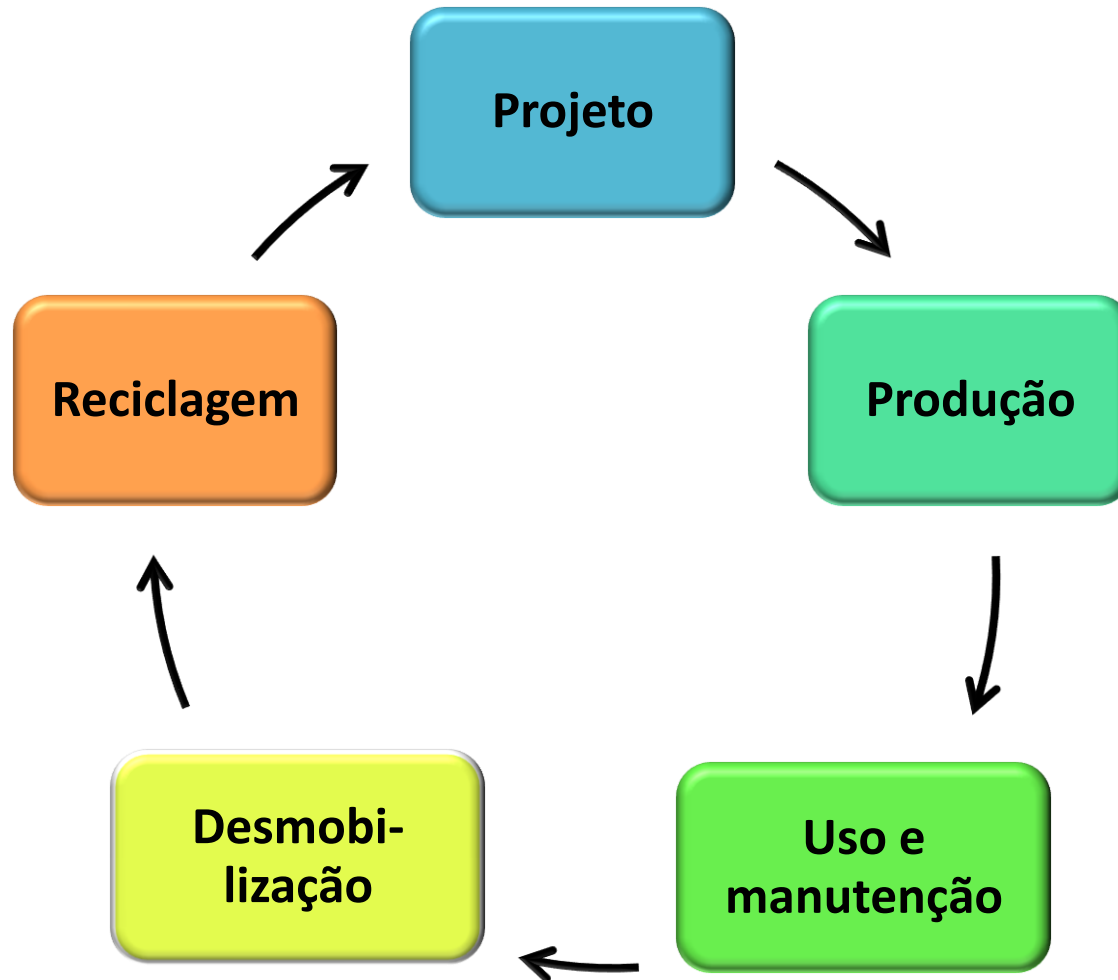 Projeto
Reciclagem
Produção
Desmobi-
lização
Uso e
manutenção